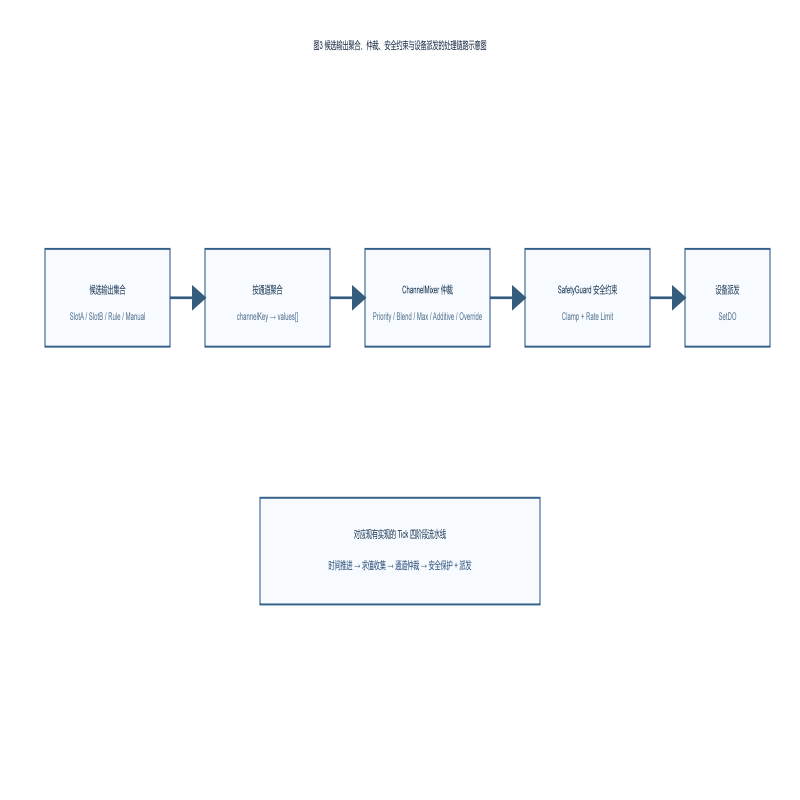 图3 候选输出聚合、仲裁、安全约束与设备派发的处理链路示意图
候选输出集合
SlotA / SlotB / Rule / Manual
按通道聚合
channelKey → values[]
ChannelMixer 仲裁
Priority / Blend / Max / Additive / Override
SafetyGuard 安全约束
Clamp + Rate Limit
设备派发
SetDO
对应现有实现的 Tick 四阶段流水线
时间推进 → 求值收集 → 通道仲裁 → 安全保护 + 派发